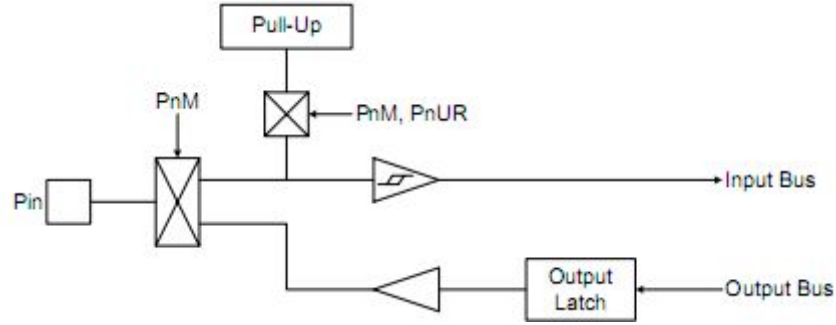 Pull-Up
PnM
PnM, PnUR
Pin
Input Bus
Output
Latch
Output Bus